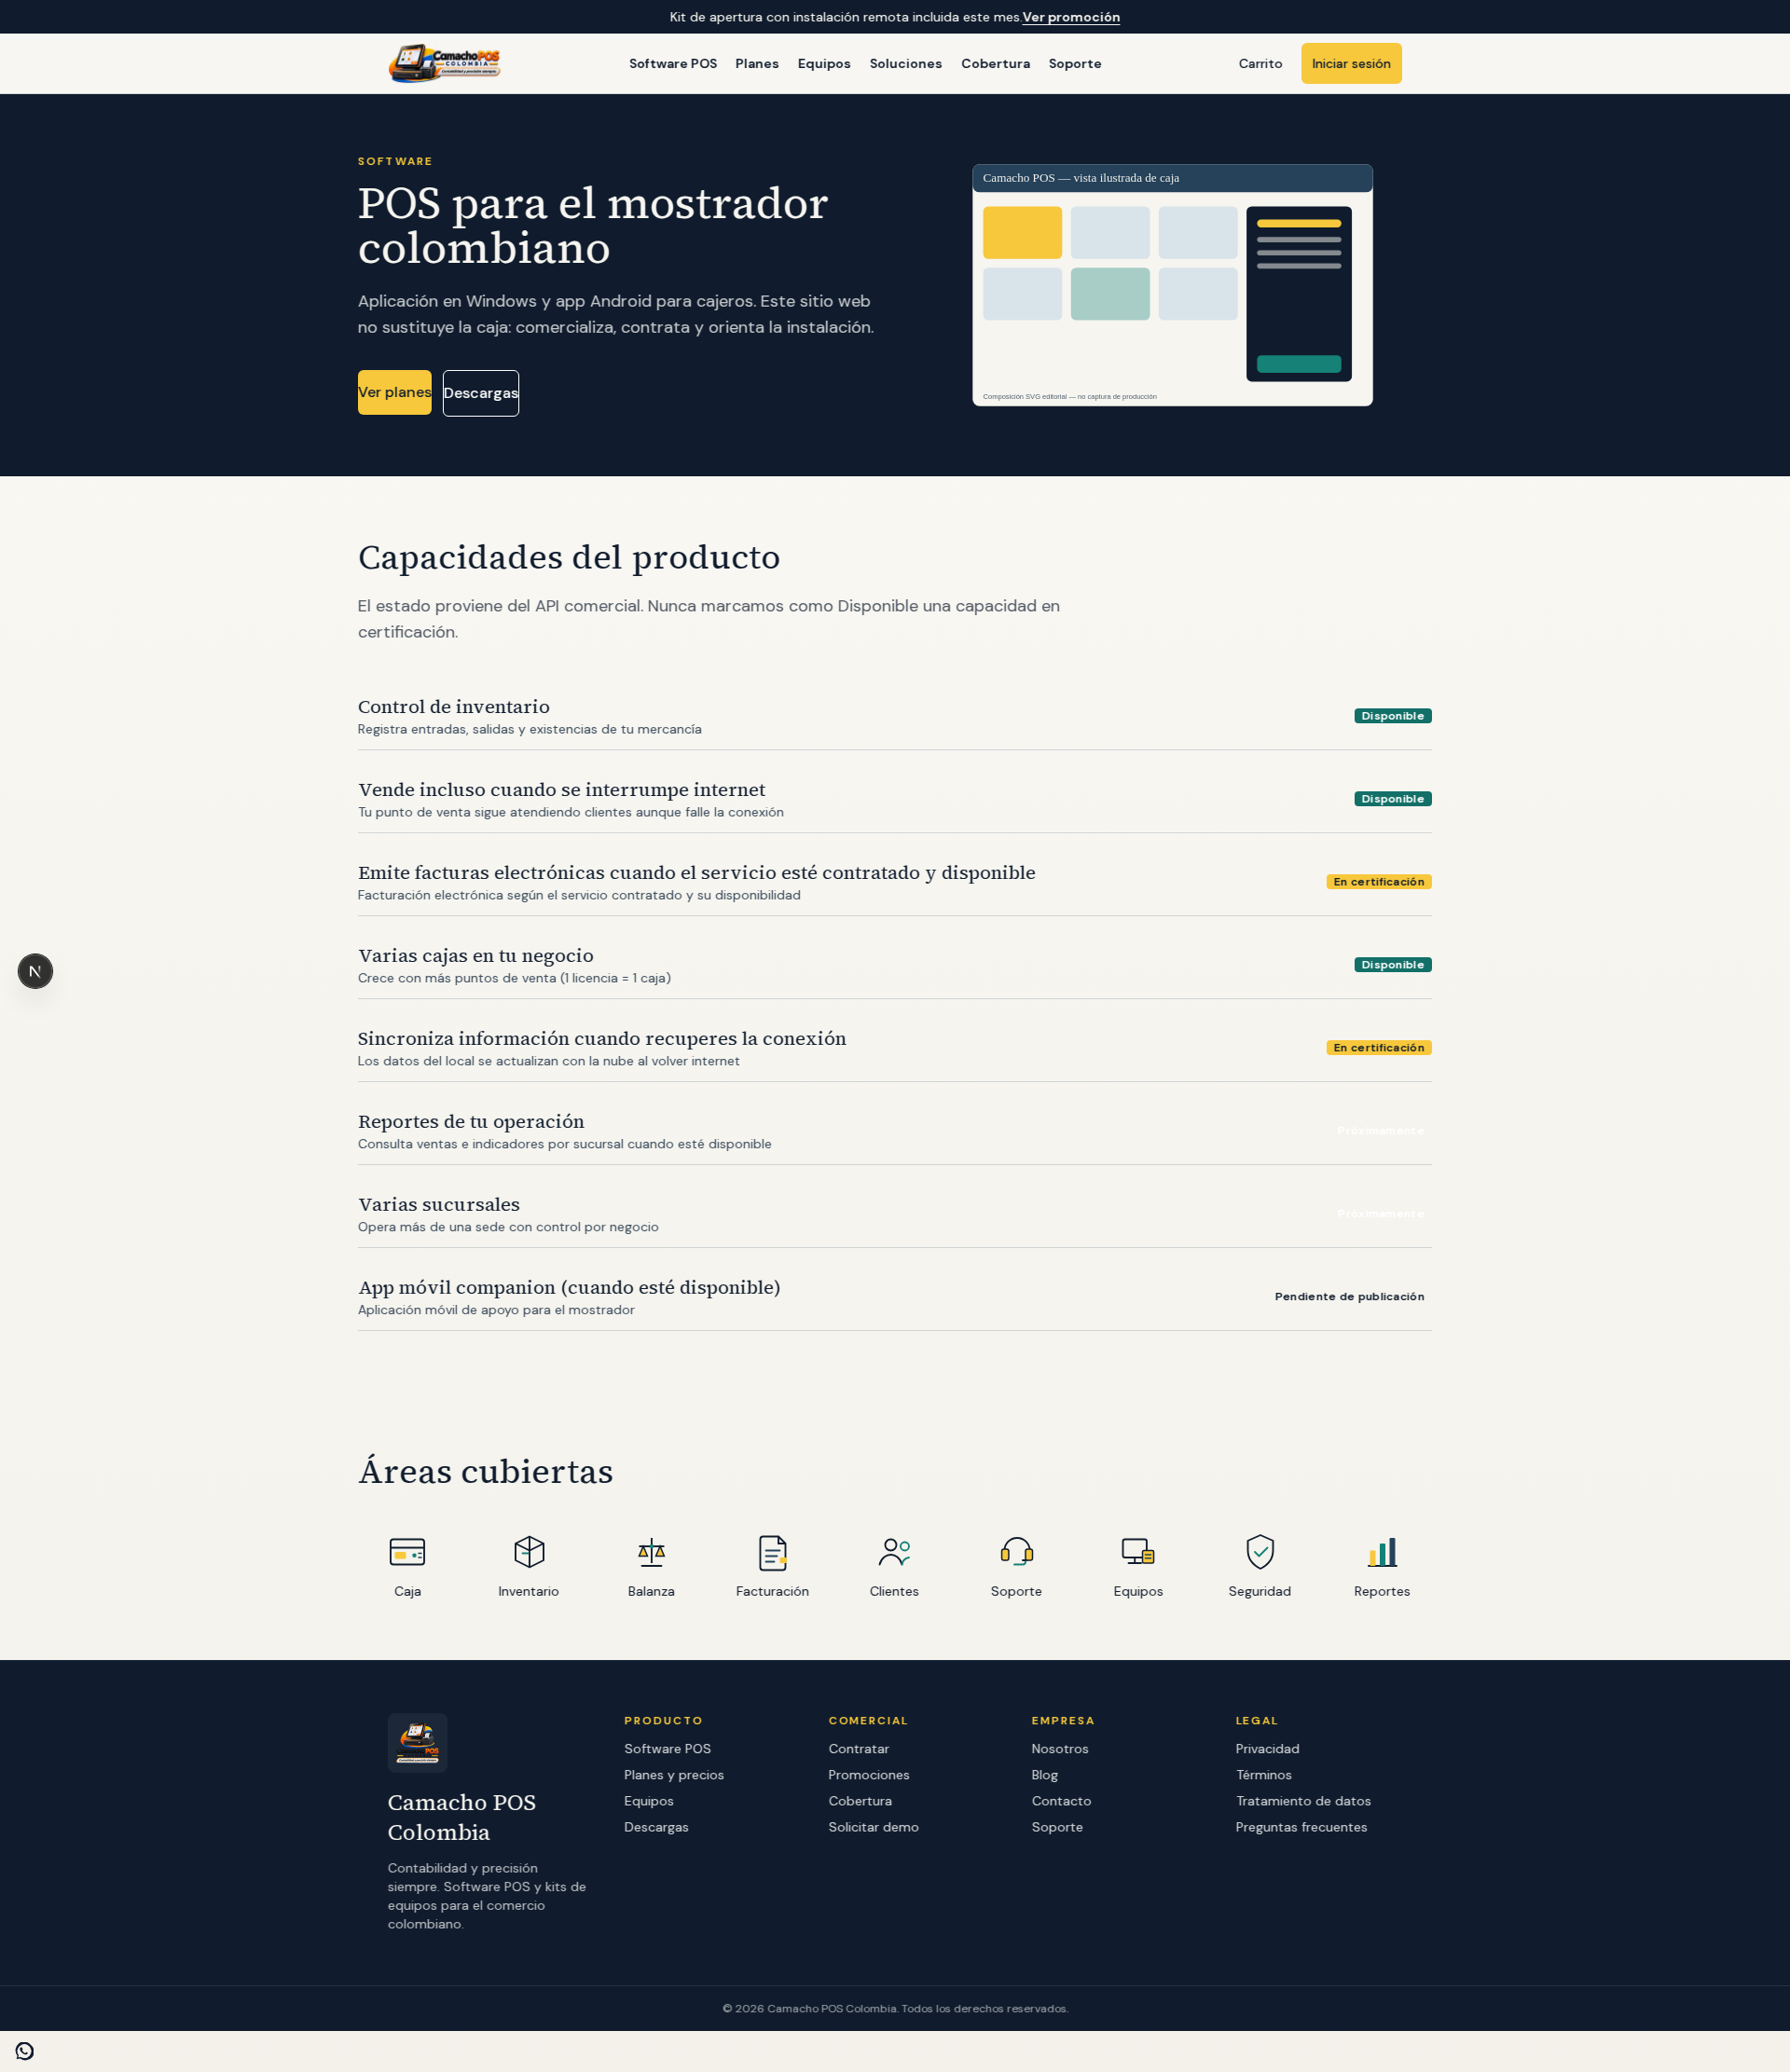 Kit de apertura con instalación remota incluida este mes.Ver promoción
CamachoPOS
COLOMBIA
Contabilidad y precisión siempre.
Software POS Planes Equipos Soluciones Cobertura Soporte
Carrito Iniciar sesión
SOFTWARE
POS para el mostrador
colombiano
Aplicación en Windows y app Android para cajeros. Este sitio web
no sustituye la caja: comercializa, contrata y orienta la instalación.
Ver planes Descargas
Camacho POS — vista ilustrada de caja
Composición SVG editorial — no captura de producción
Capacidades del producto
El estado proviene del API comercial. Nunca marcamos como Disponible una capacidad en
certificación.
Control de inventario
Registra entradas, salidas y existencias de tu mercancía
Disponible
Vende incluso cuando se interrumpe internet
Tu punto de venta sigue atendiendo clientes aunque falle la conexión
Disponible
Emite facturas electrónicas cuando el servicio esté contratado y disponible
Facturación electrónica según el servicio contratado y su disponibilidad
En certificación
Varias cajas en tu negocio
Crece con más puntos de venta (1 licencia = 1 caja)
Disponible
Sincroniza información cuando recuperes la conexión
Los datos del local se actualizan con la nube al volver internet
En certificación
Reportes de tu operación
Consulta ventas e indicadores por sucursal cuando esté disponible
Próximamente
Varias sucursales
Opera más de una sede con control por negocio
Próximamente
App móvil companion (cuando esté disponible)
Aplicación móvil de apoyo para el mostrador
Pendiente de publicación
N
Áreas cubiertas
Caja Inventario Balanza Facturación Clientes Soporte Equipos Seguridad Reportes
Camacho POS
Colombia
Contabilidad y precisión
siempre. Software POS y kits de
equipos para el comercio
colombiano.
PRODUCTO
Software POS
Planes y precios
Equipos
Descargas
COMERCIAL
Contratar
Promociones
Cobertura
Solicitar demo
EMPRESA
Nosotros
Blog
Contacto
Soporte
LEGAL
Privacidad
Términos
Tratamiento de datos
Preguntas frecuentes
© 2026 Camacho POS Colombia. Todos los derechos reservados.